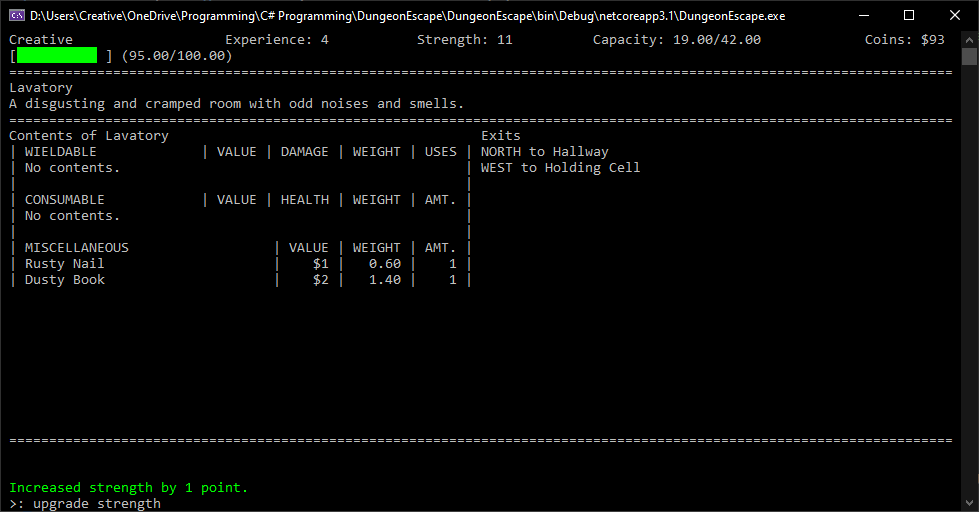 D:\Users\Creative\OneDrive\Programming\C# Programming\DungeonEscape\DungeonEscape\bin\Debug\netcoreapp3.1\DungeonEscape.exe
Creative Experience: 4 Strength: 11 Capacity: 19.00/42.00 Coins: $93
[ ] (95.00/100.00)
======================================================================================================================
Lavatory
A disgusting and cramped room with odd noises and smells.
======================================================================================================================
Contents of Lavatory Exits
| WIELDABLE | VALUE | DAMAGE | WEIGHT | USES | NORTH to Hallway
| No contents. | WEST to Holding Cell
| |
| CONSUMABLE | VALUE | HEALTH | WEIGHT | AMT. |
| No contents. |
| |
| MISCELLANEOUS | VALUE | WEIGHT | AMT. |
| Rusty Nail | $1 | 0.60 | 1 |
| Dusty Book | $2 | 1.40 | 1 |
======================================================================================================================
Increased strength by 1 point.
>: upgrade strength